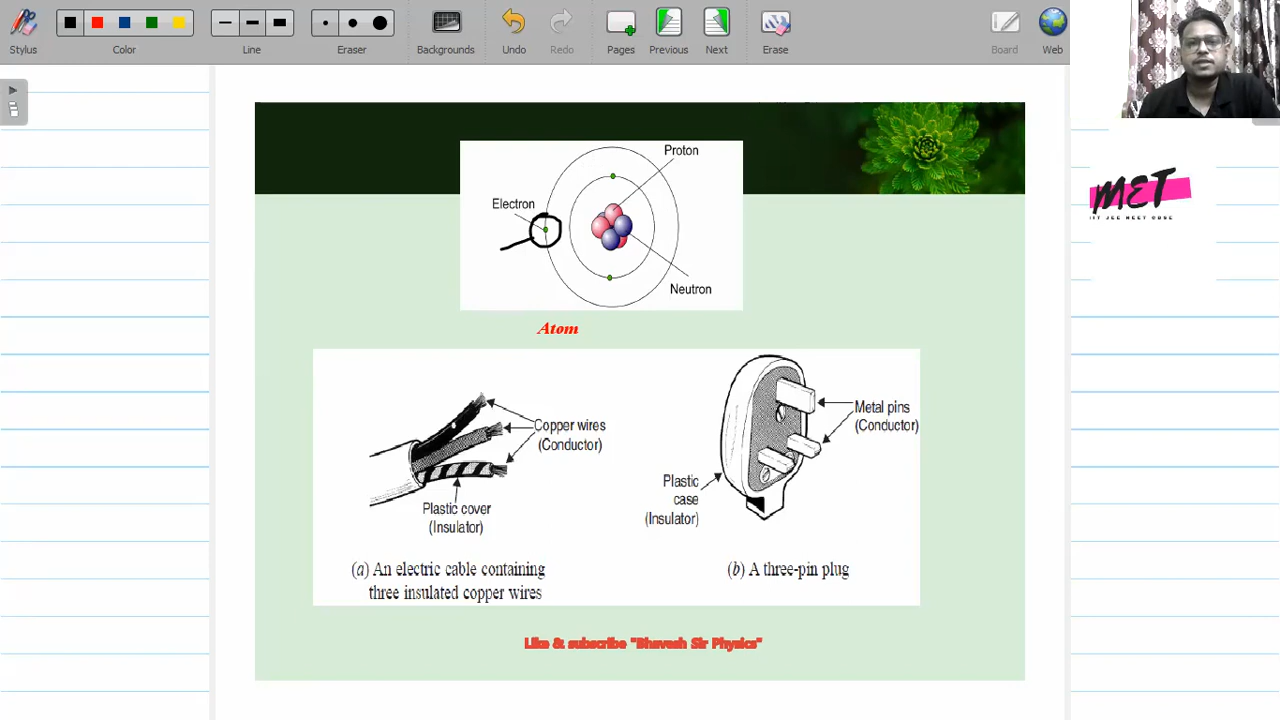 Stylus
Color
Line
Eraser
Backgrounds
Undo
Redo
Pages
Previous
Next
Erase
Board
Web
Proton
Electron
Neutron
Atom
MET
Copper wires
(Conductor)
Plastic cover
(Insulator)
(a) An electric cable containing
three insulated copper wires
Metal pins
(Conductor)
Plastic
case
(Insulator)
(b) A three-pin plug
Like & subscribe "Bhavesh Sir Physics"